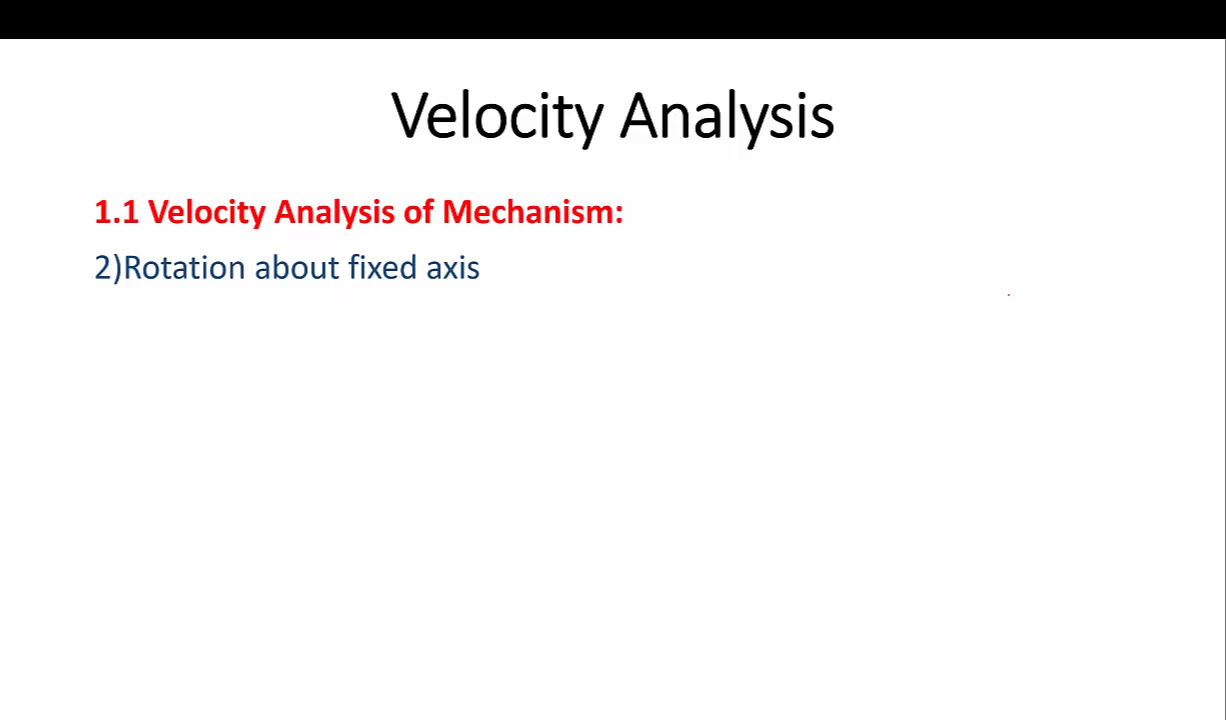 Velocity Analysis
1.1 Velocity Analysis of Mechanism:
2)Rotation about fixed axis